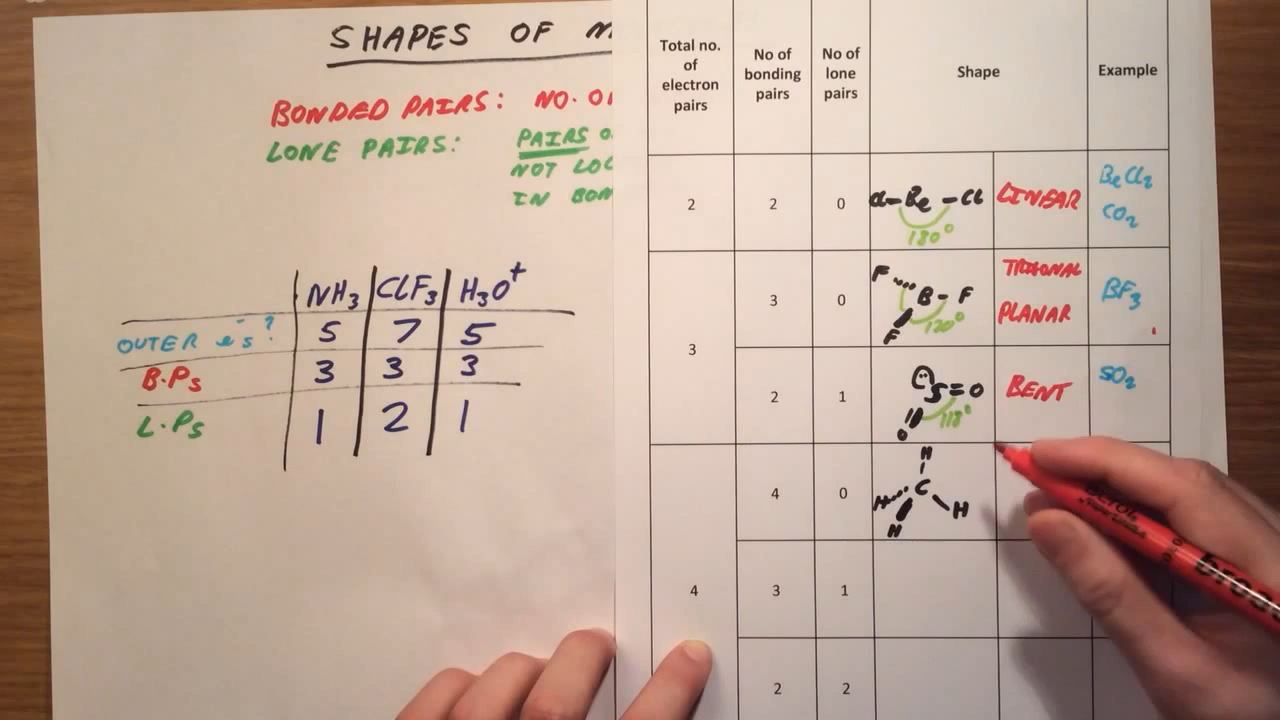 SHAPES OF M
BONDED PAIRS: NO. O
LONE PAIRS: PAIRS O
NOT LOC
IN BON
NH3 CLF3 H3O+
OUTER e-s? 5 7 5
B.Ps 3 3 3
L.Ps 1 2 1
Total no. of electron pairs
No of bonding pairs
No of lone pairs
Shape
Example
2 2 0 Cl-Be-Cl 180° LINEAR BeCl2
CO2
3
3 0 F B-F F 120° TRIGONAL PLANAR BF3
2 1 S=O O 118° BENT SO2
4
4 0 H C H H H
3 1
2 2
berol